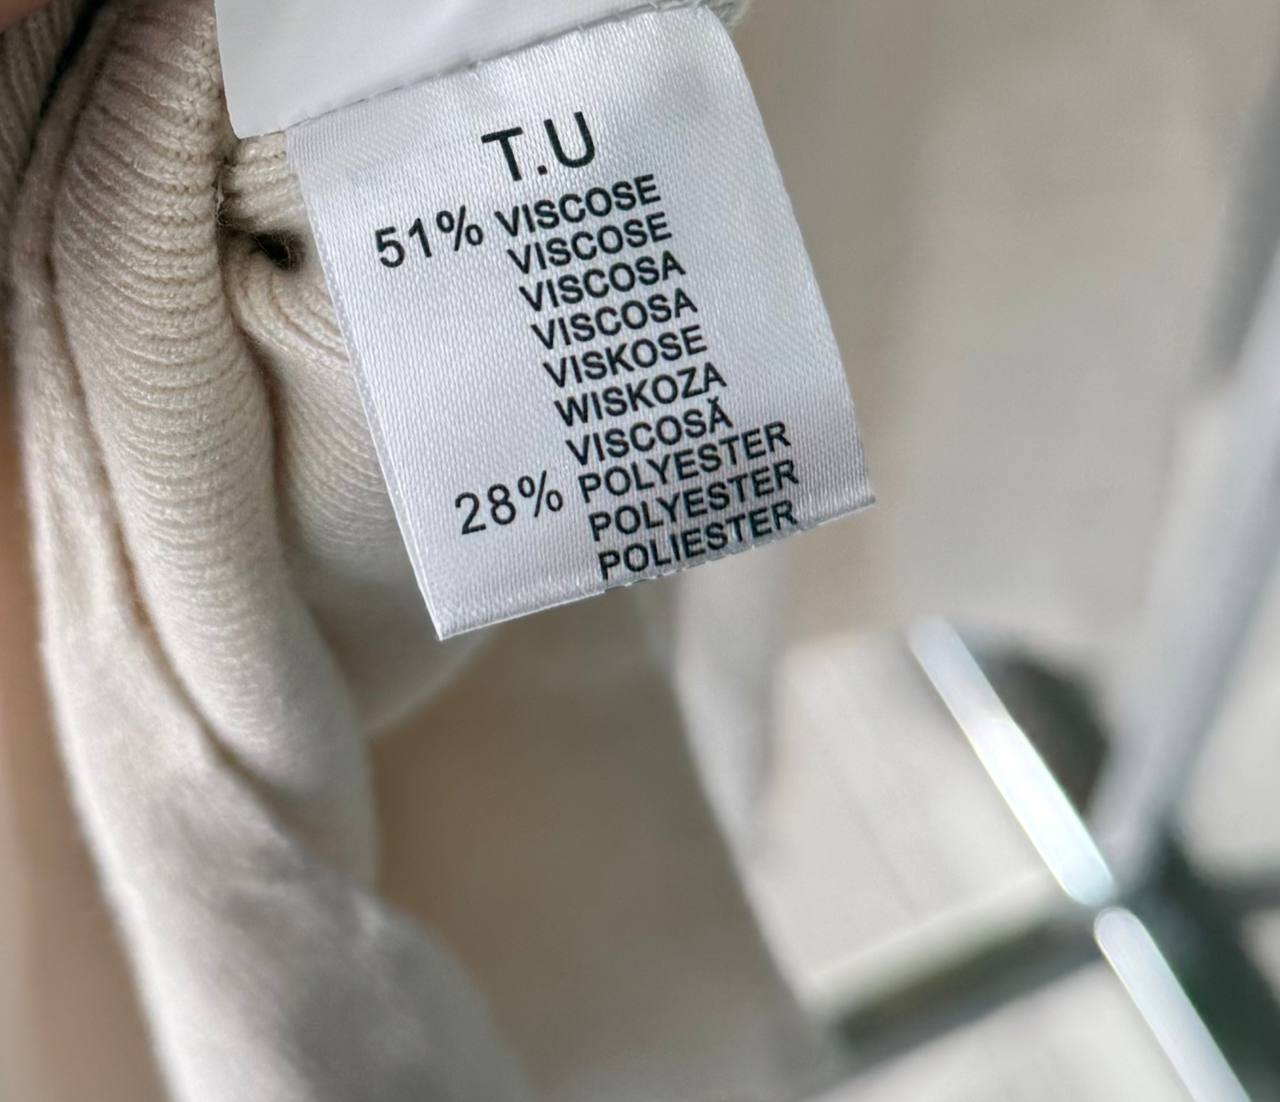 T.U
51% VISCOSE
VISCOSE
VISCOSA
VISCOSA
VISKOSE
WISKOZA
VISCOSĂ
28% POLYESTER
POLYESTER
POLIESTER